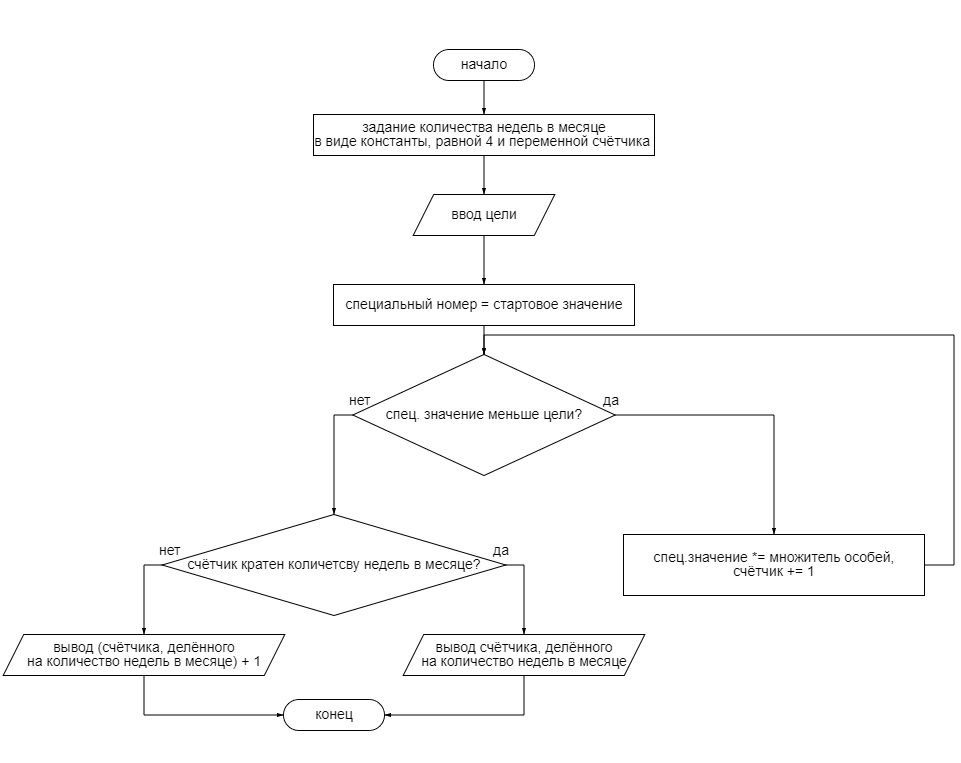 начало
задание количества недель в месяце
в виде константы, равной 4 и переменной счётчика
ввод цели
специальный номер = стартовое значение
нет
да
спец. значение меньше цели?
нет
да
счётчик кратен количетсву недель в месяце?
спец.значение *= множитель особей,
счётчик += 1
вывод (счётчика, делённого
на количество недель в месяце) + 1
вывод счётчика, делённого
на количество недель в месяце
конец